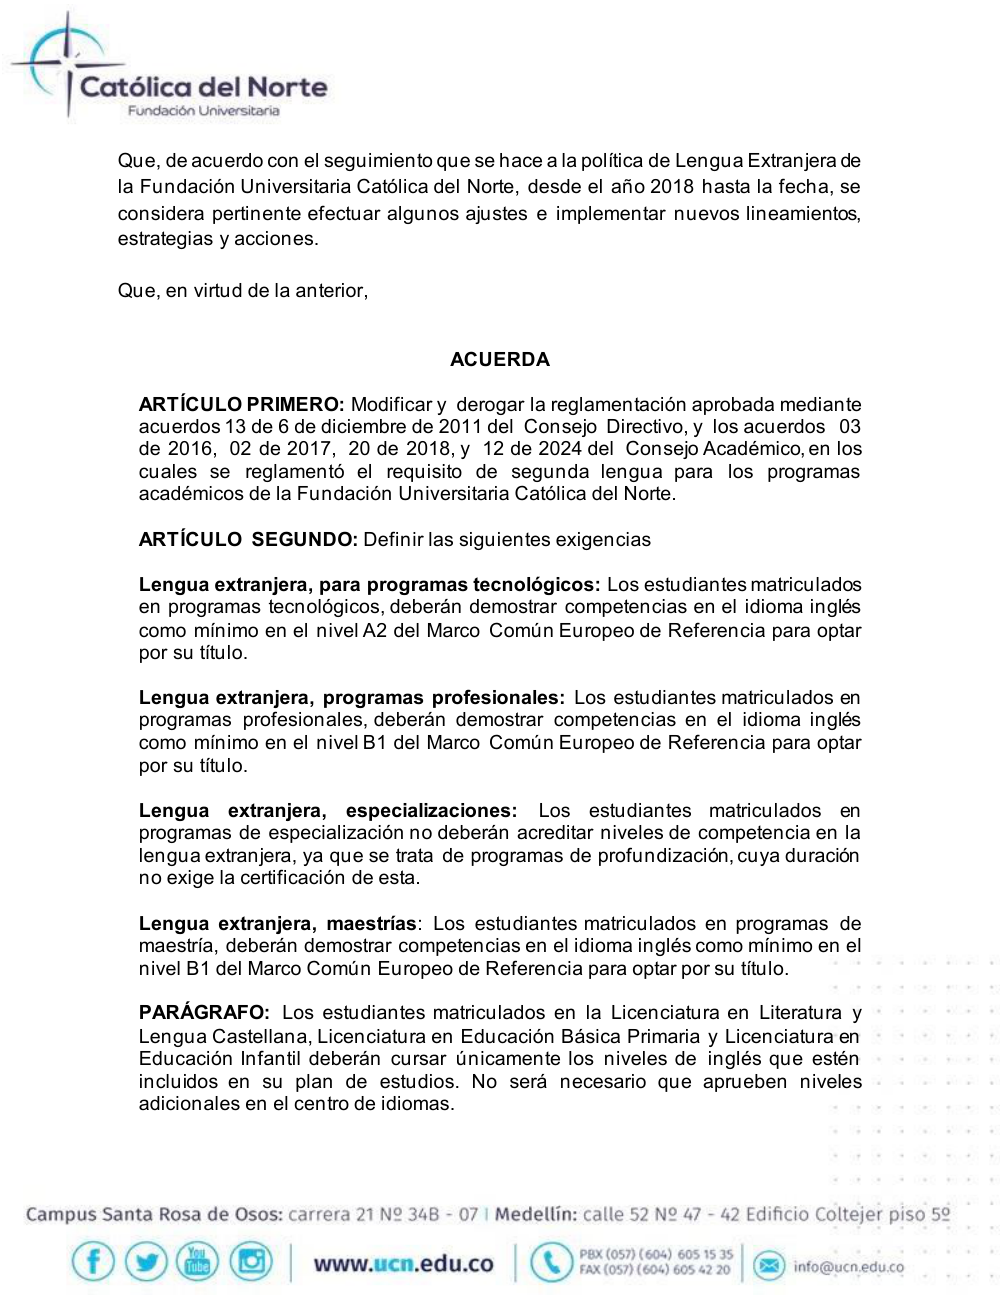 Católica del Norte
Fundación Universitaria
Que, de acuerdo con el seguimiento que se hace a la política de Lengua Extranjera de
la Fundación Universitaria Católica del Norte, desde el año 2018 hasta la fecha, se
considera pertinente efectuar algunos ajustes e implementar nuevos lineamientos,
estrategias y acciones.
Que, en virtud de la anterior,
ACUERDA
ARTÍCULO PRIMERO: Modificar y derogar la reglamentación aprobada mediante
acuerdos 13 de 6 de diciembre de 2011 del Consejo Directivo, y los acuerdos 03
de 2016, 02 de 2017, 20 de 2018, y 12 de 2024 del Consejo Académico, en los
cuales se reglamentó el requisito de segunda lengua para los programas
académicos de la Fundación Universitaria Católica del Norte.
ARTÍCULO SEGUNDO: Definir las siguientes exigencias
Lengua extranjera, para programas tecnológicos: Los estudiantes matriculados
en programas tecnológicos, deberán demostrar competencias en el idioma inglés
como mínimo en el nivel A2 del Marco Común Europeo de Referencia para optar
por su título.
Lengua extranjera, programas profesionales: Los estudiantes matriculados en
programas profesionales, deberán demostrar competencias en el idioma inglés
como mínimo en el nivel B1 del Marco Común Europeo de Referencia para optar
por su título.
Lengua extranjera, especializaciones: Los estudiantes matriculados en
programas de especialización no deberán acreditar niveles de competencia en la
lengua extranjera, ya que se trata de programas de profundización, cuya duración
no exige la certificación de esta.
Lengua extranjera, maestrías: Los estudiantes matriculados en programas de
maestría, deberán demostrar competencias en el idioma inglés como mínimo en el
nivel B1 del Marco Común Europeo de Referencia para optar por su título.
PARÁGRAFO: Los estudiantes matriculados en la Licenciatura en Literatura y
Lengua Castellana, Licenciatura en Educación Básica Primaria y Licenciatura en
Educación Infantil deberán cursar únicamente los niveles de inglés que estén
incluidos en su plan de estudios. No será necesario que aprueben niveles
adicionales en el centro de idiomas.
Campus Santa Rosa de Osos: carrera 21 Nº 34B - 07 | Medellín: calle 52 Nº 47 - 42 Edificio Coltejer piso 5º
You Tube
www.ucn.edu.co
PBX (057) (604) 605 15 35
FAX (057) (604) 605 42 20
info@ucn.edu.co